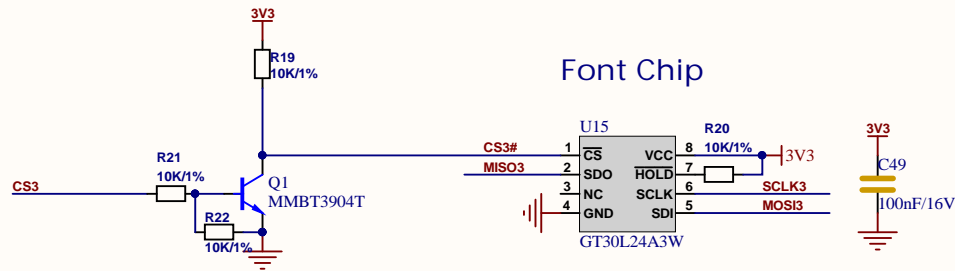 3V3
R19
10K/1%
Font Chip
U15
R20
10K/1%
3V3
R21
10K/1%
CS3
Q1
MMBT3904T
R22
10K/1%
CS3#
MISO3
1
2
3
4
CS
SDO
NC
GND
VCC
HOLD
SCLK
SDI
8
7
6
5
GT30L24A3W
3V3
SCLK3
MOSI3
C49
100nF/16V